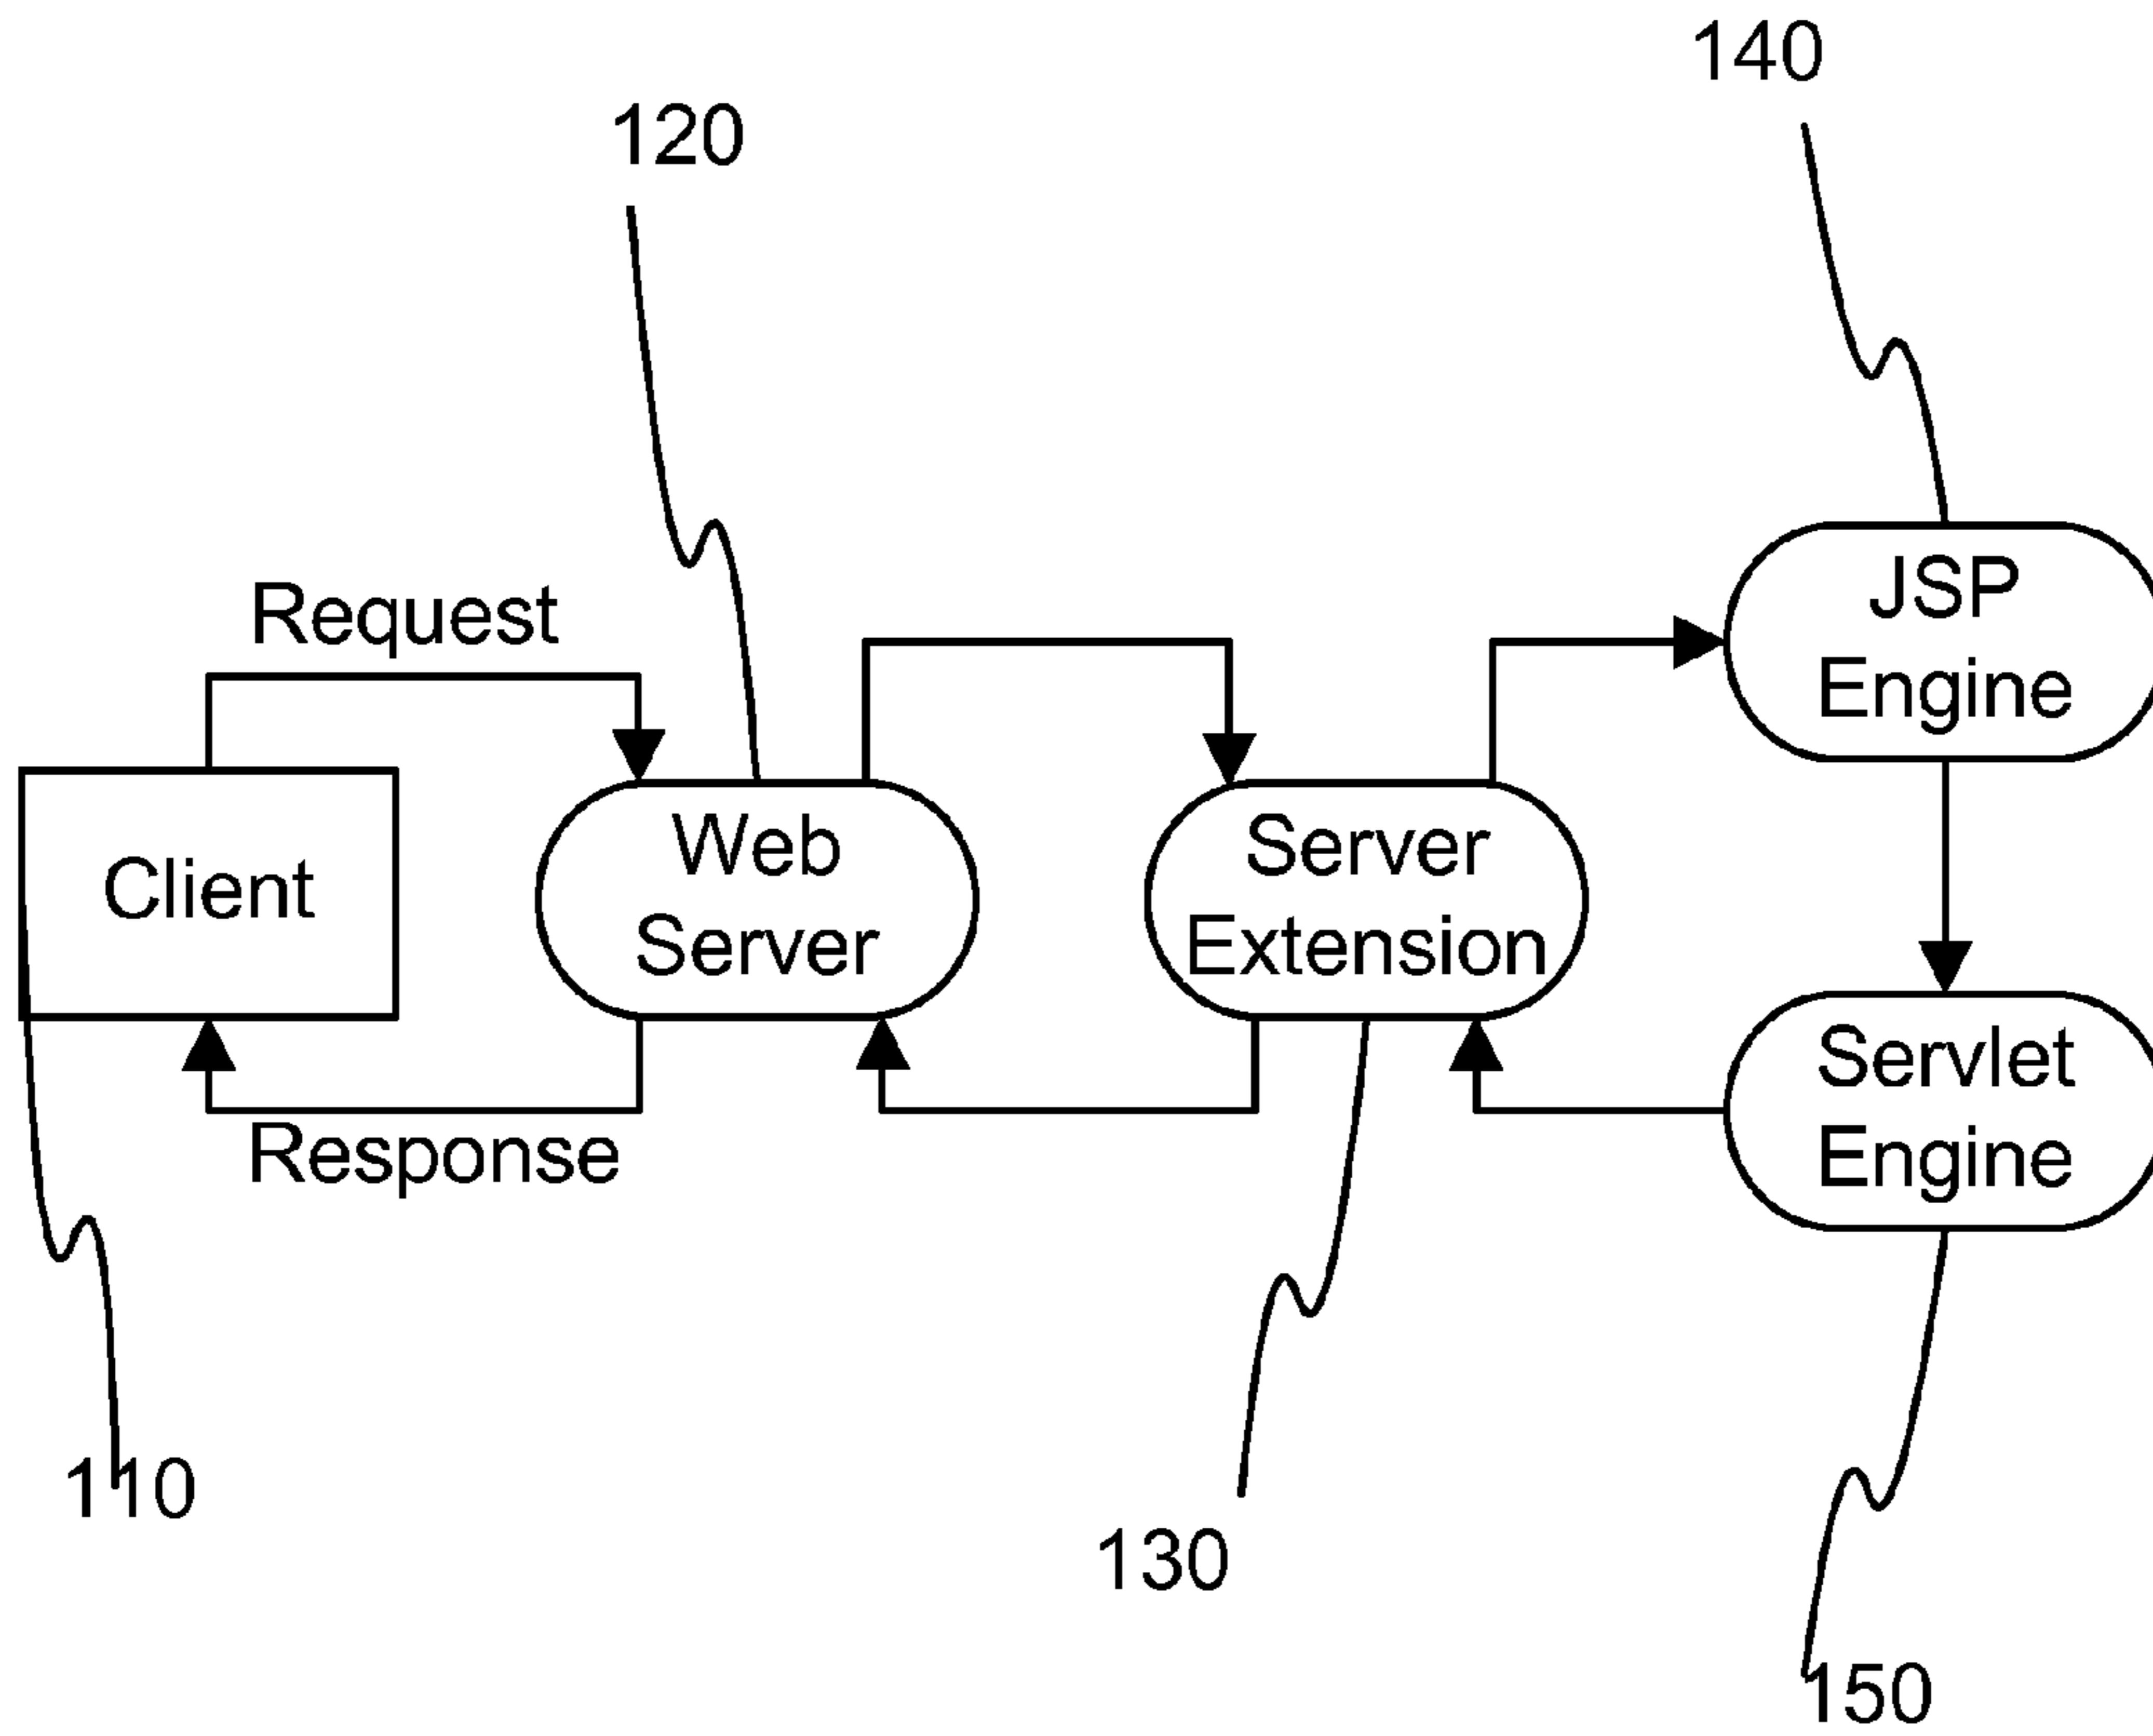 140
120
Request
JSP
Engine
Client
Web
Server
Server
Extension
Servlet
Engine
Response
110
130
150